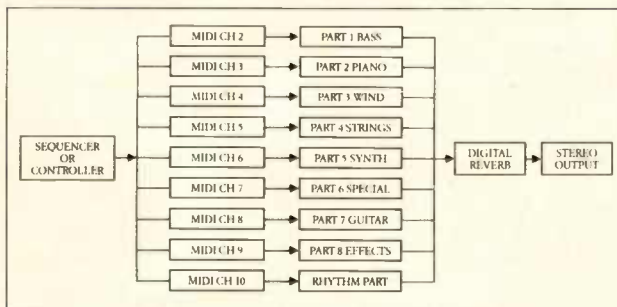 MIDI CH 2
PART 1 BASS
MIDI CH 3
PART 2 PIANO
MIDI CH 4
PART 3 WIND
MIDI CH 5
PART 4 STRINGS
SEQUENCER
OR
CONTROLLER
MIDI CH 6
PART 5 SYNTH
DIGITAL
REVERB
STEREO
OUTPUT
MIDI CH 7
PART 6 SPECIAL
MIDI CH 8
PART 7 GUITAR
MIDI CH 9
PART 8 EFFECTS
MIDI CH 10
RHYTHM PART